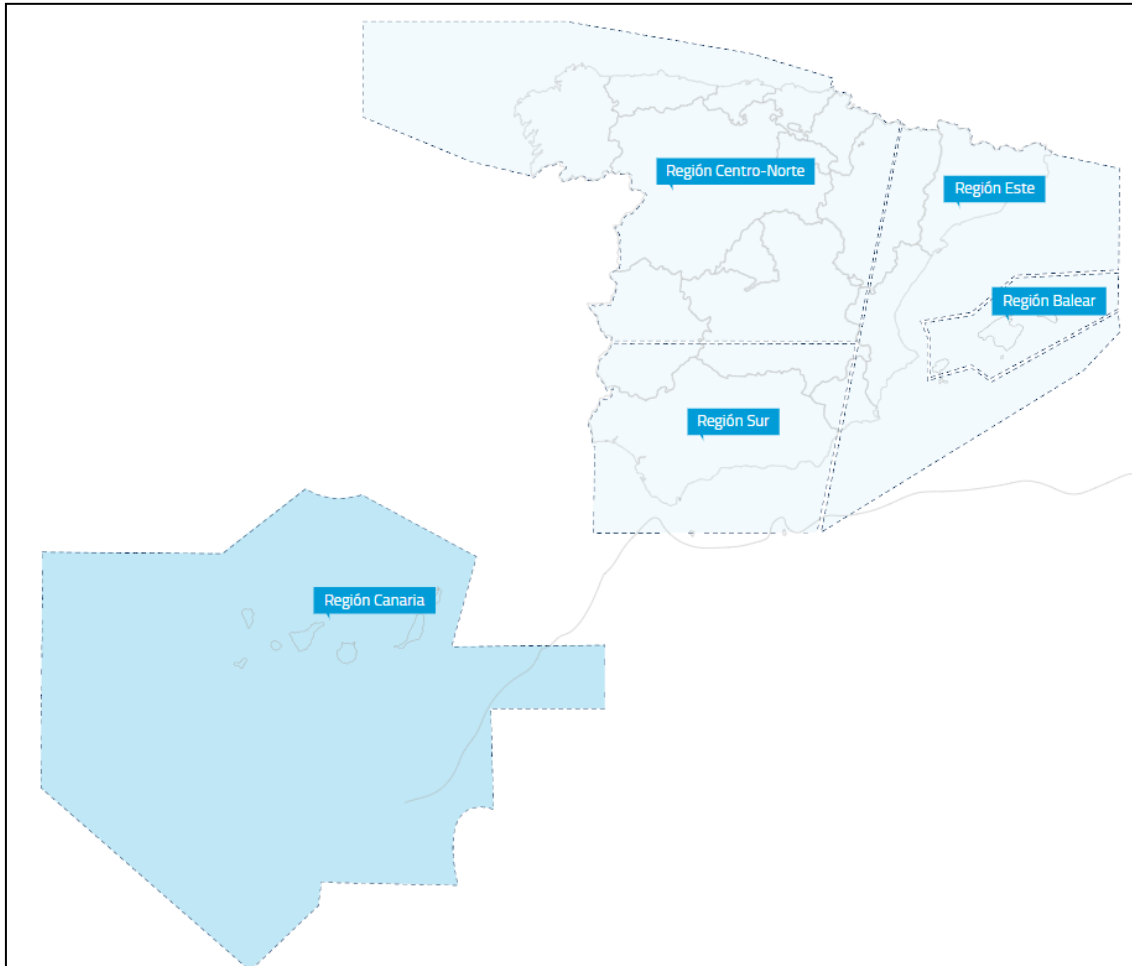 Región Centro-Norte
Región Este
Región Balear
Región Sur
Región Canaria